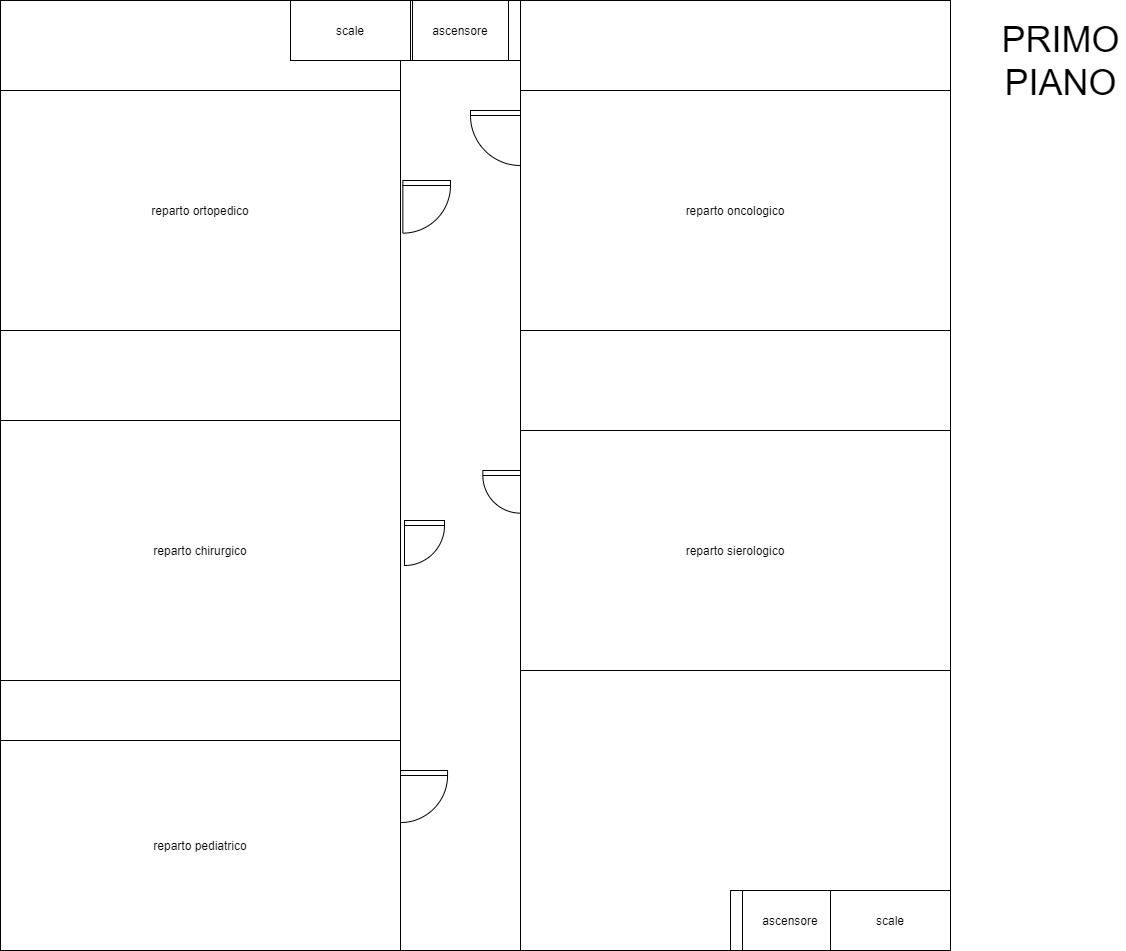 scale
ascensore
PRIMO
PIANO
reparto ortopedico
reparto oncologico
reparto chirurgico
reparto sierologico
reparto pediatrico
ascensore
scale